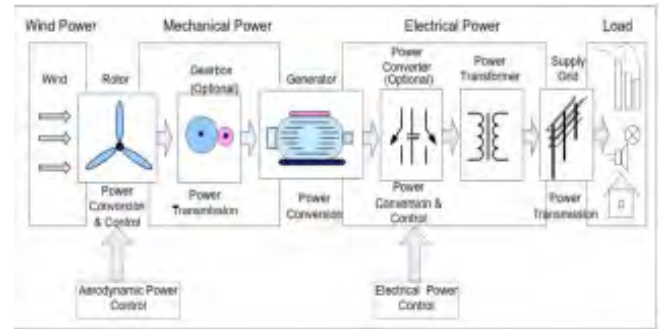 Wind Power
Mechanical Power
Electrical Power
Load
Wind
Rotor
Gearbox
(Optional)
Generator
Power
Converter
(Optional)
Power
Transformer
Supply
Grid
Power
Conversion
& Control
Power
Transmission
Power
Conversion
Power
Conversion &
Control
Power
Transmission
Aerodynamic Power
Control
Electrical Power
Control